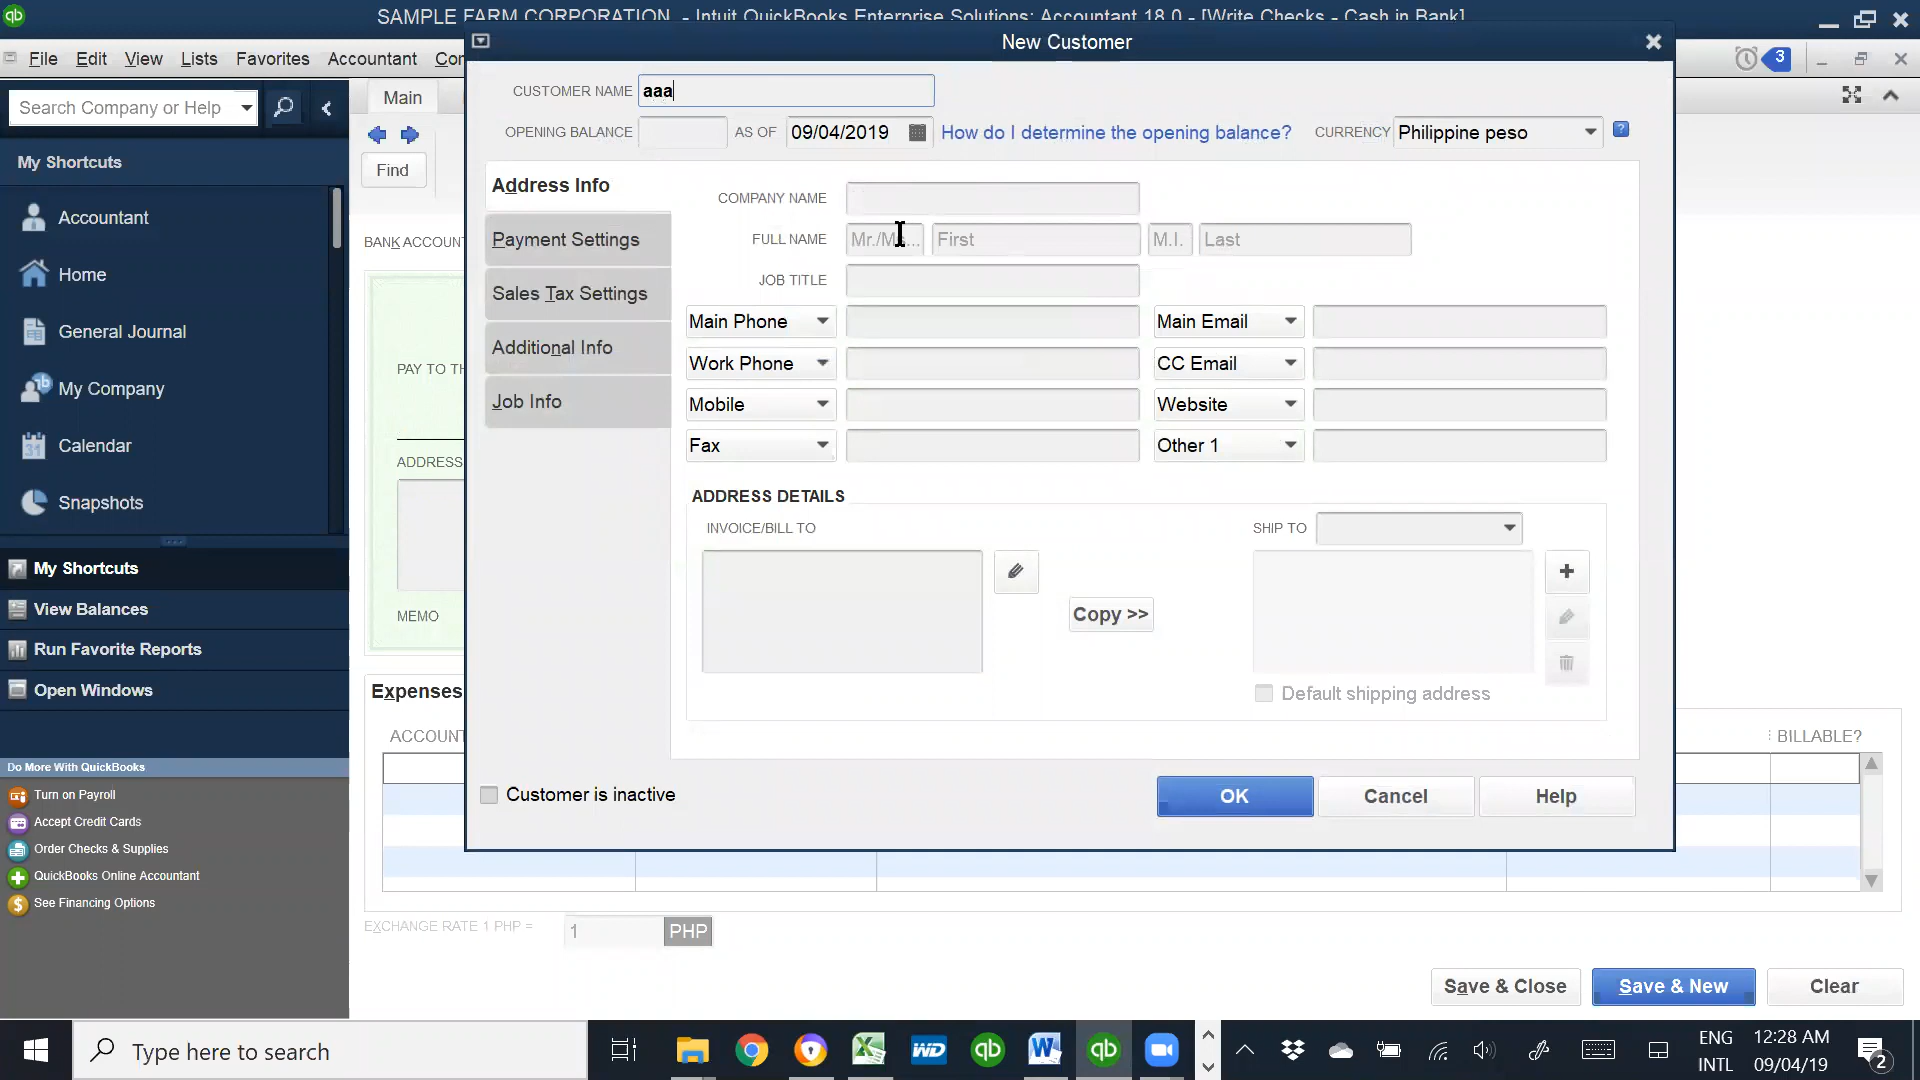 SAMPLE FARM CORPORATION - Intuit QuickBooks Enterprise Solutions: Accountant 18.0 - [Write Checks - Cash in Bank]
File Edit View Lists Favorites Accountant Cor
3
Search Company or Help
My Shortcuts
Accountant
Home
General Journal
My Company
Calendar
Snapshots
My Shortcuts
View Balances
Run Favorite Reports
Open Windows
Do More With QuickBooks
Turn on Payroll
Accept Credit Cards
Order Checks & Supplies
QuickBooks Online Accountant
See Financing Options
Main
Find
BANK ACCOUNT
PAY TO TH
ADDRESS
MEMO
Expenses
ACCOUNT
BILLABLE?
EXCHANGE RATE 1 PHP = 1 PHP
Save & Close Save & New Clear
New Customer
CUSTOMER NAME aaa
OPENING BALANCE AS OF 09/04/2019 How do I determine the opening balance? CURRENCY Philippine peso ?
Address Info
Payment Settings
Sales Tax Settings
Additional Info
Job Info
COMPANY NAME
FULL NAME Mr./Ms... First M.I. Last
JOB TITLE
Main Phone Main Email
Work Phone CC Email
Mobile Website
Fax Other 1
ADDRESS DETAILS
INVOICE/BILL TO SHIP TO
Copy >>
Default shipping address
Customer is inactive
OK Cancel Help
Type here to search
ENG 12:28 AM
INTL 09/04/19
2